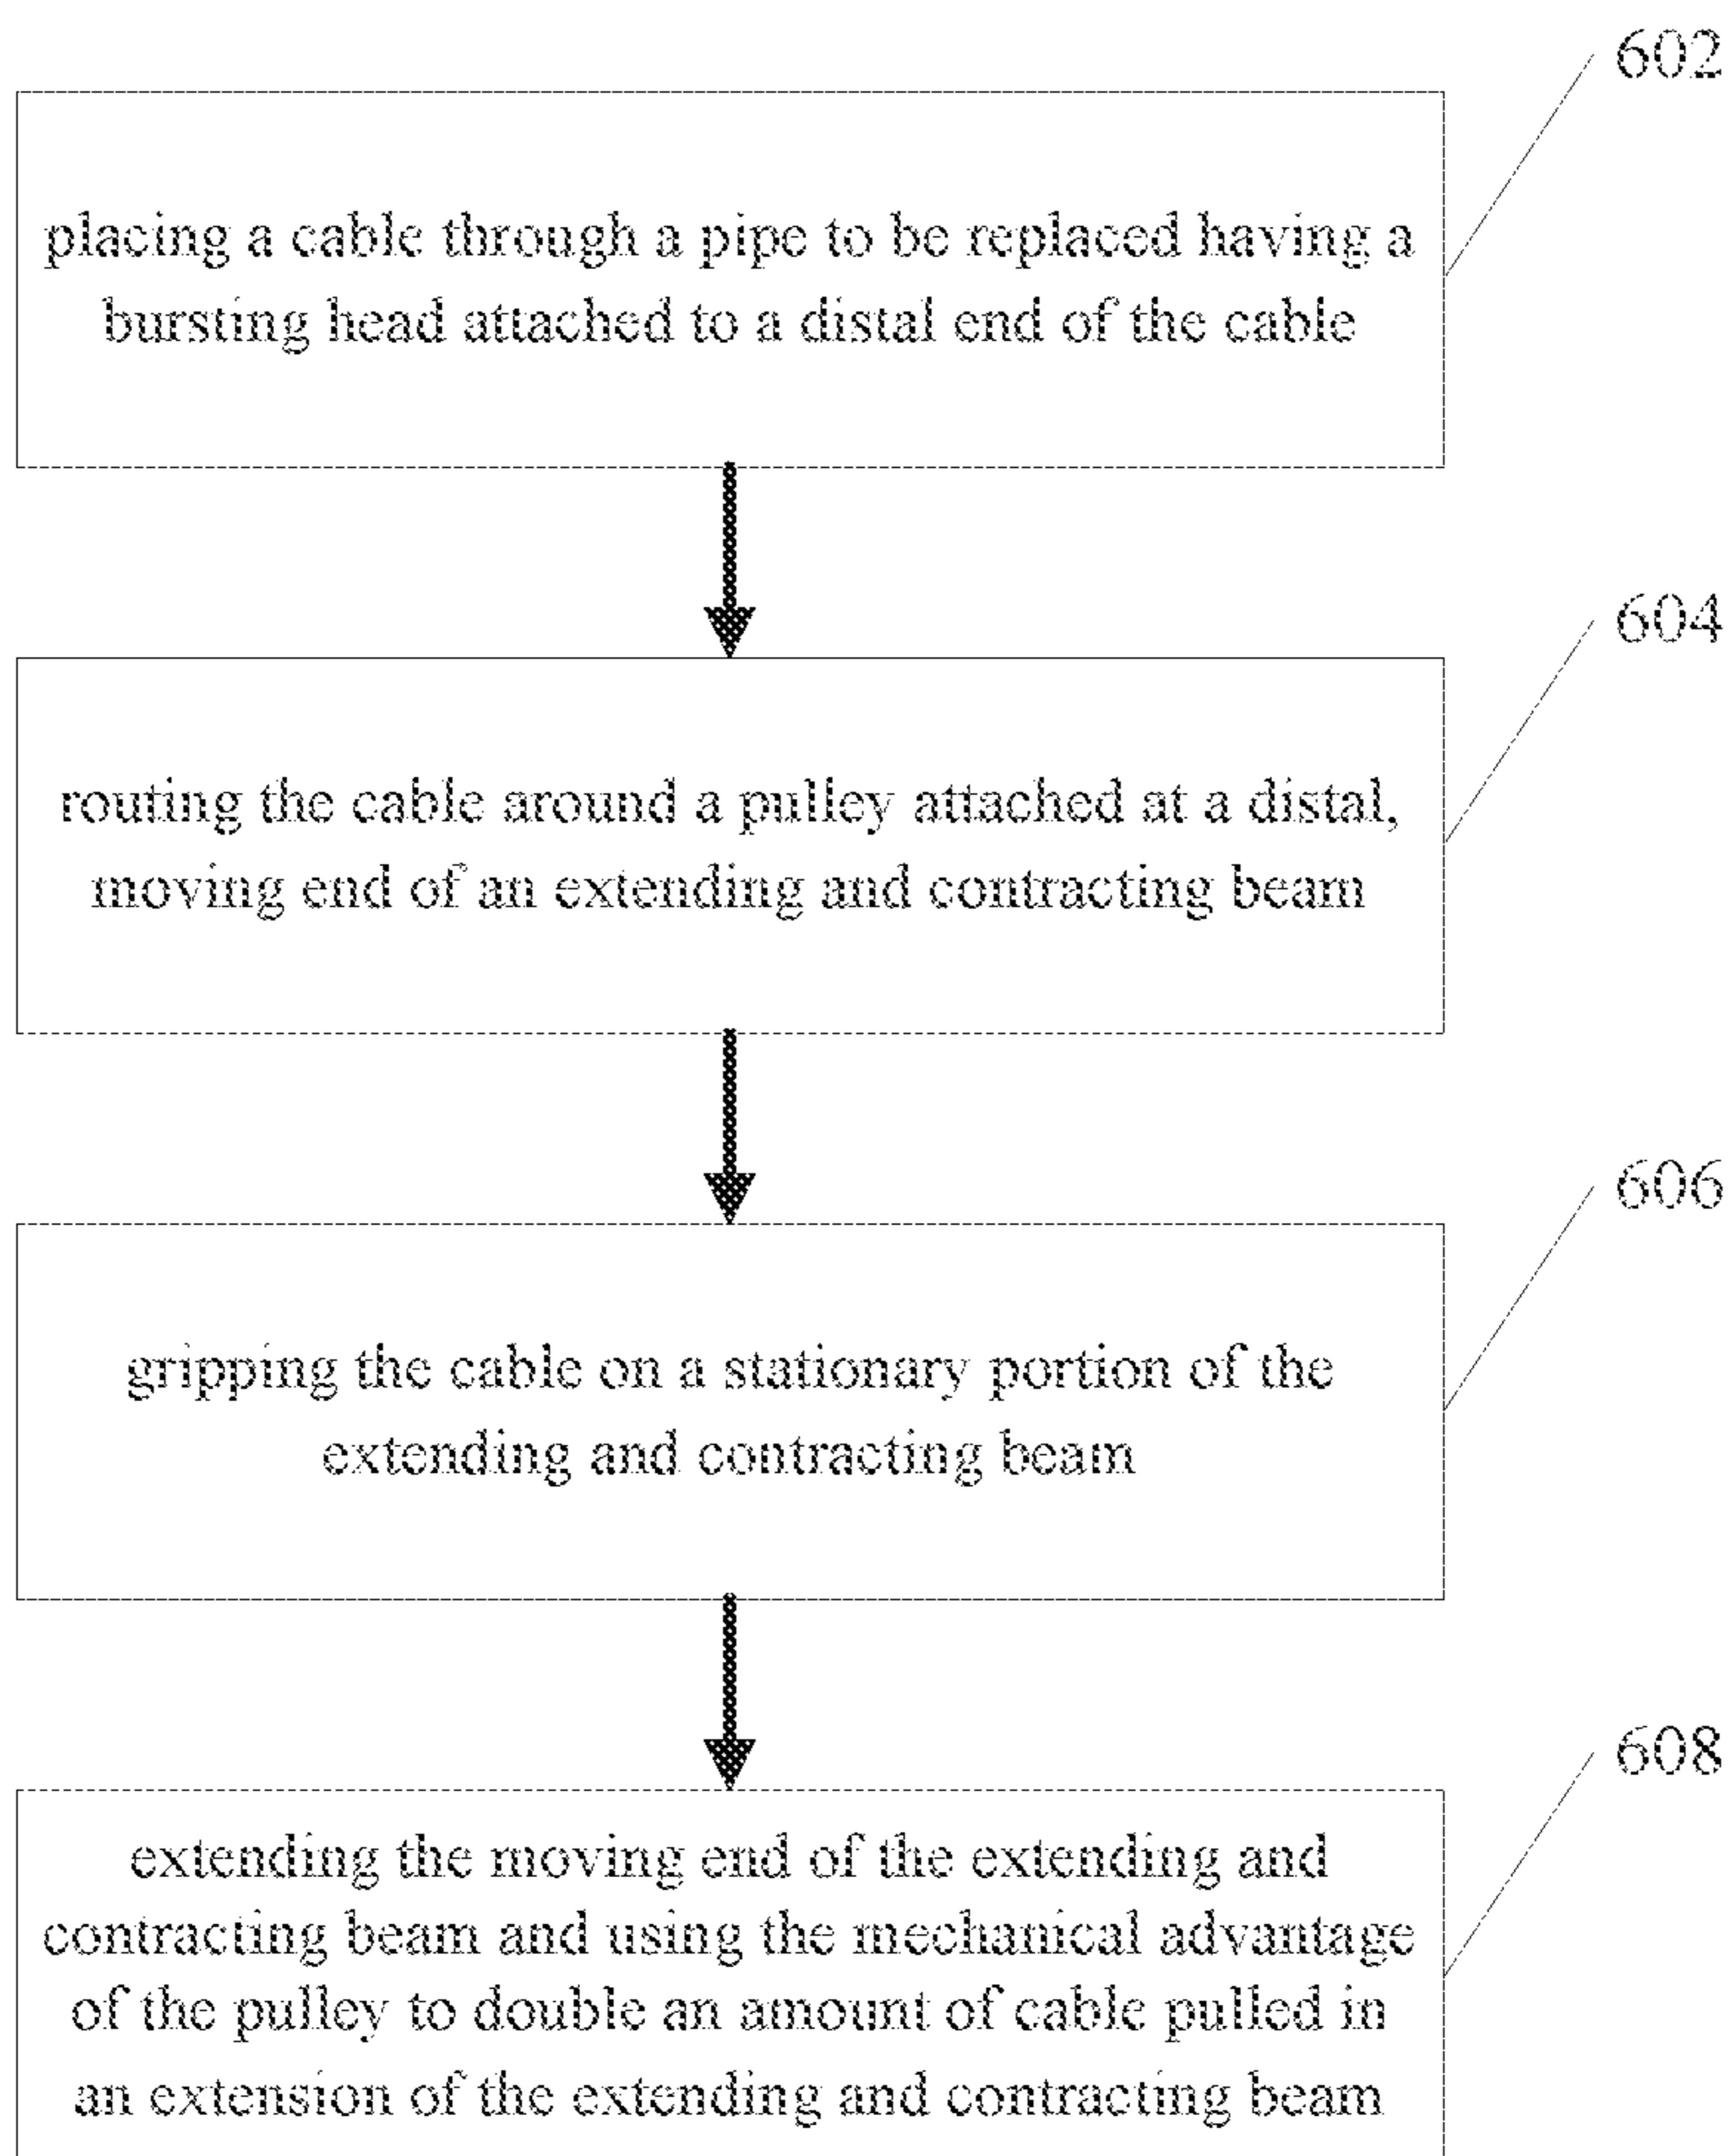 602
placing a cable through a pipe to be replaced having a
bursting head attached to a distal end of the cable
604
routing the cable around a pulley attached at a distal,
moving end of an extending and contracting beam
606
gripping the cable on a stationary portion of the
extending and contracting beam
608
extending the moving end of the extending and
contracting beam and using the mechanical advantage
of the pulley to double an amount of cable pulled in
an extension of the extending and contracting beam